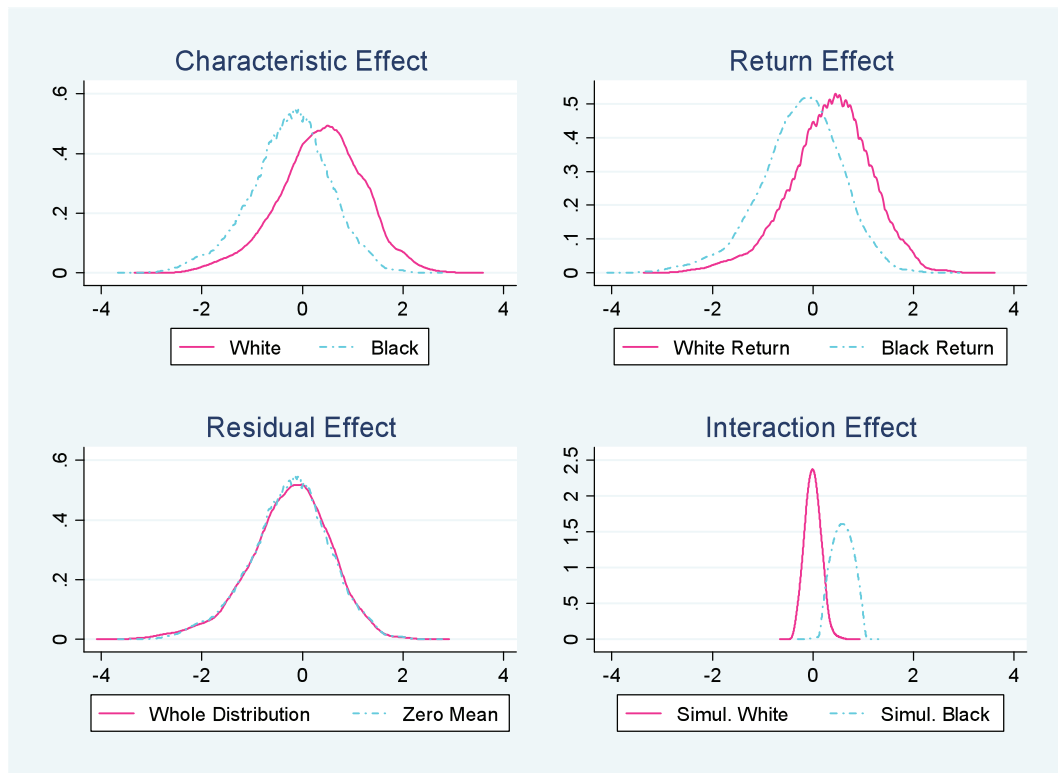 Characteristic Effect
.6
.4
.2
0
-4 -2 0 2 4
White Black
Return Effect
.5
.4
.3
.2
.1
0
-4 -2 0 2 4
White Return Black Return
Residual Effect
.6
.4
.2
0
-4 -2 0 2 4
Whole Distribution Zero Mean
Interaction Effect
2.5
2
1.5
1
.5
0
-4 -2 0 2 4
Simul. White Simul. Black